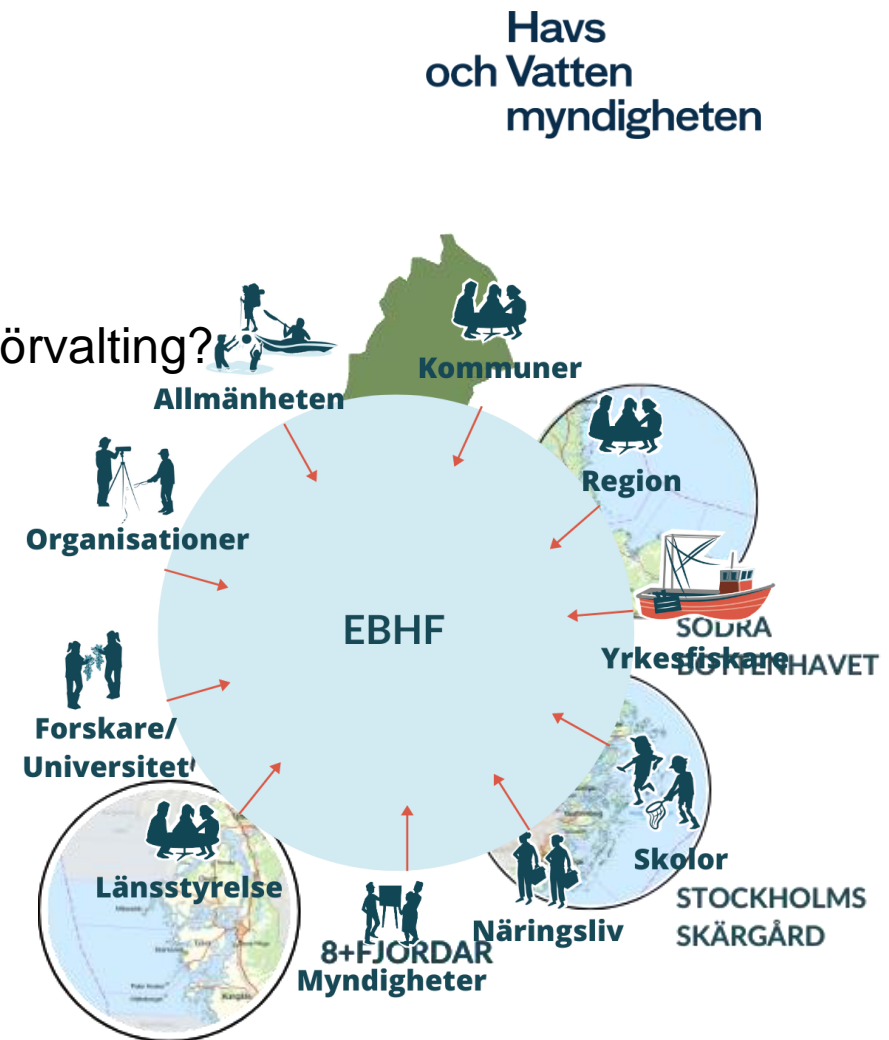 Havs
och Vatten
myndigheten
örvalting?
Allmänheten
Kommuner
Region
Organisationer
EBHF
SÖDRA
BOTTENHAVET
Yrkesfiskare
Forskare/
Universitet
Skolor
Länsstyrelse
STOCKHOLMS
SKÄRGÅRD
Näringsliv
8+FJORDAR
Myndigheter